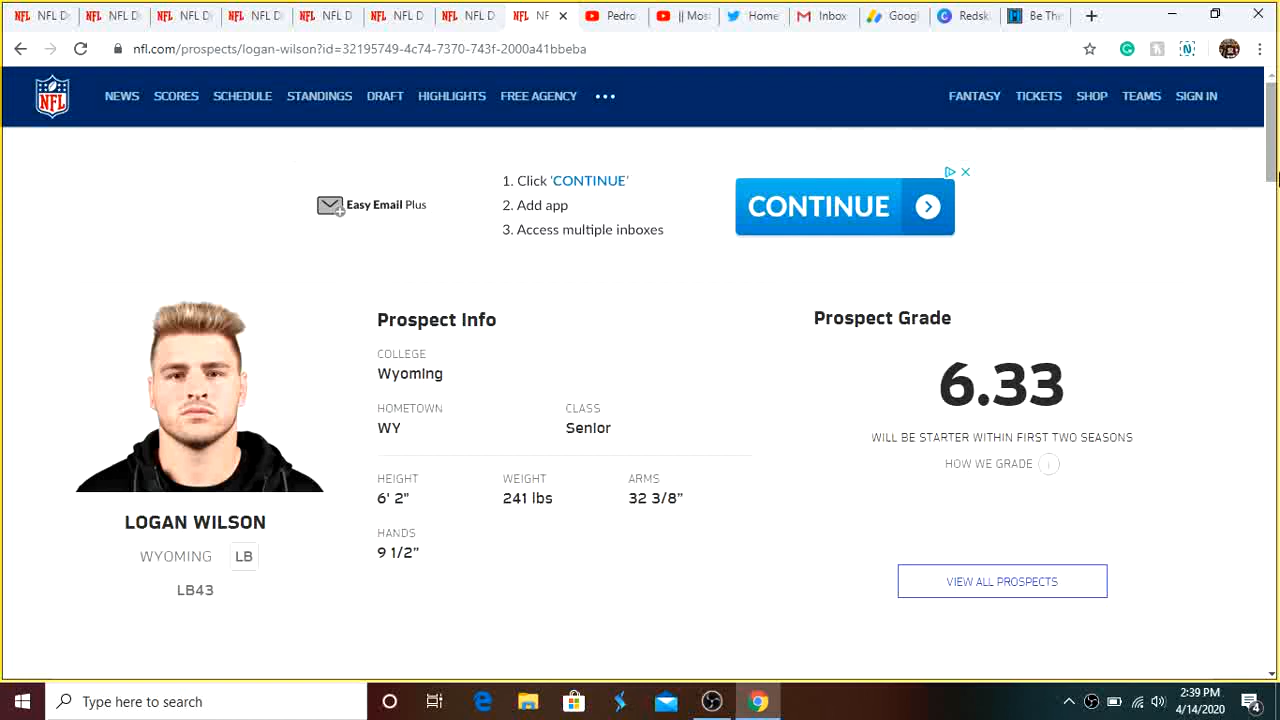 NFL D
NFL D
NFL D
NFL D
NFL D
NFL D
NFL D
NF
Pedro
|| Mos
Home
Inbox
Googl
Redsk
Be The
nfl.com/prospects/logan-wilson?id=32195749-4c74-7370-743f-2000a41bbeba
NFL
NEWS SCORES SCHEDULE STANDINGS DRAFT HIGHLIGHTS FREE AGENCY ••• FANTASY TICKETS SHOP TEAMS SIGN IN
1. Click 'CONTINUE'
Easy Email Plus
2. Add app
CONTINUE
3. Access multiple inboxes
Prospect Info
Prospect Grade
COLLEGE
Wyoming
6.33
HOMETOWN CLASS
WY Senior
WILL BE STARTER WITHIN FIRST TWO SEASONS
HOW WE GRADE i
HEIGHT WEIGHT ARMS
6' 2" 241 lbs 32 3/8"
LOGAN WILSON
HANDS
9 1/2"
WYOMING LB
LB43
VIEW ALL PROSPECTS
Type here to search
2:39 PM
4/14/2020
4